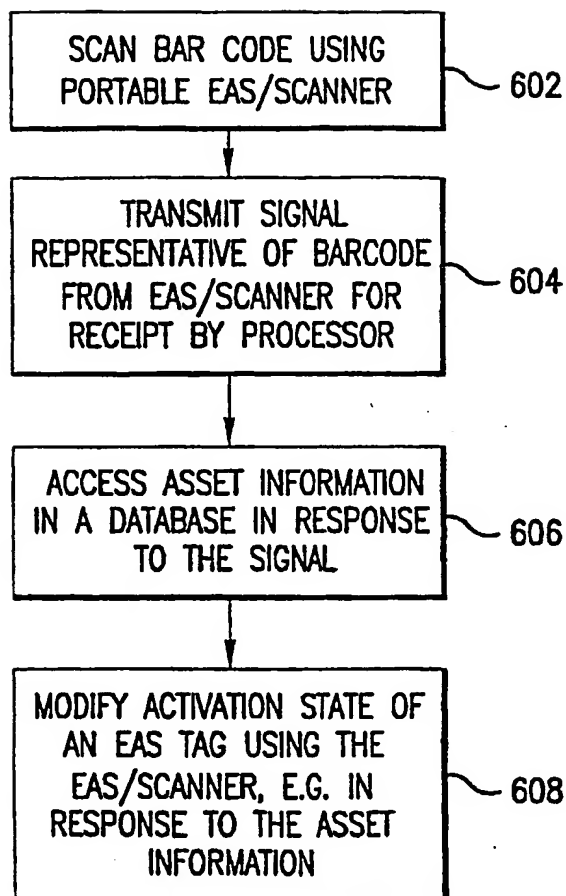 SCAN BAR CODE USING
PORTABLE EAS/SCANNER
602
TRANSMIT SIGNAL
REPRESENTATIVE OF BARCODE
FROM EAS/SCANNER FOR
RECEIPT BY PROCESSOR
604
ACCESS ASSET INFORMATION
IN A DATABASE IN RESPONSE
TO THE SIGNAL
606
MODIFY ACTIVATION STATE OF
AN EAS TAG USING THE
EAS/SCANNER, E.G. IN
RESPONSE TO THE ASSET
INFORMATION
608